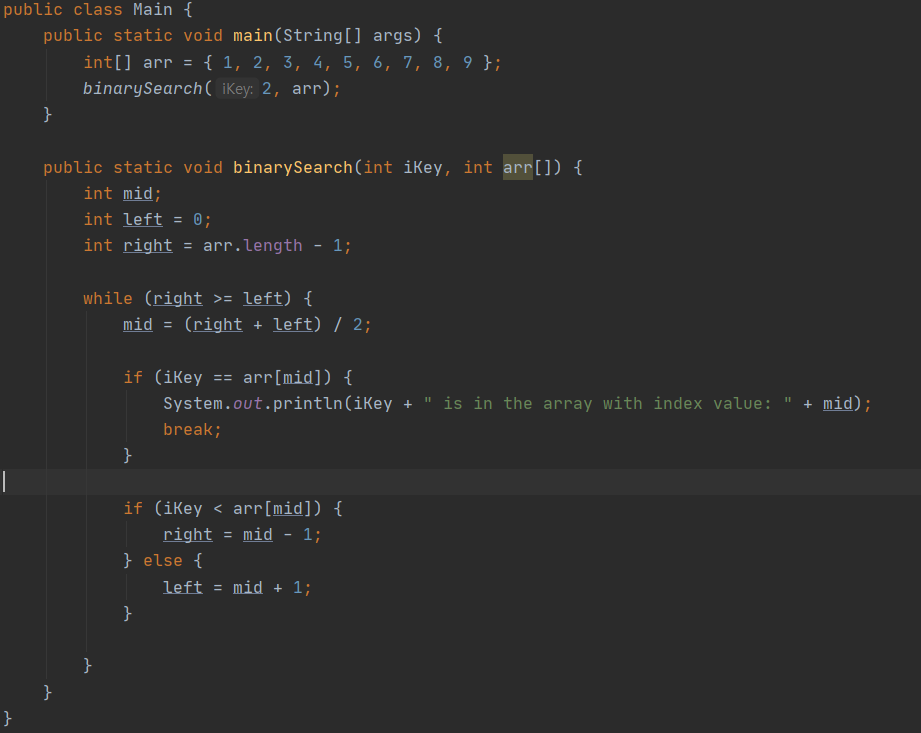 public class Main {
public static void main(String[] args) {
int[] arr = { 1, 2, 3, 4, 5, 6, 7, 8, 9 };
binarySearch( iKey: 2, arr);
}
public static void binarySearch(int iKey, int arr[]) {
int mid;
int left = 0;
int right = arr.length - 1;
while (right >= left) {
mid = (right + left) / 2;
if (iKey == arr[mid]) {
System.out.println(iKey + " is in the array with index value: " + mid);
break;
}
if (iKey < arr[mid]) {
right = mid - 1;
} else {
left = mid + 1;
}
}
}
}